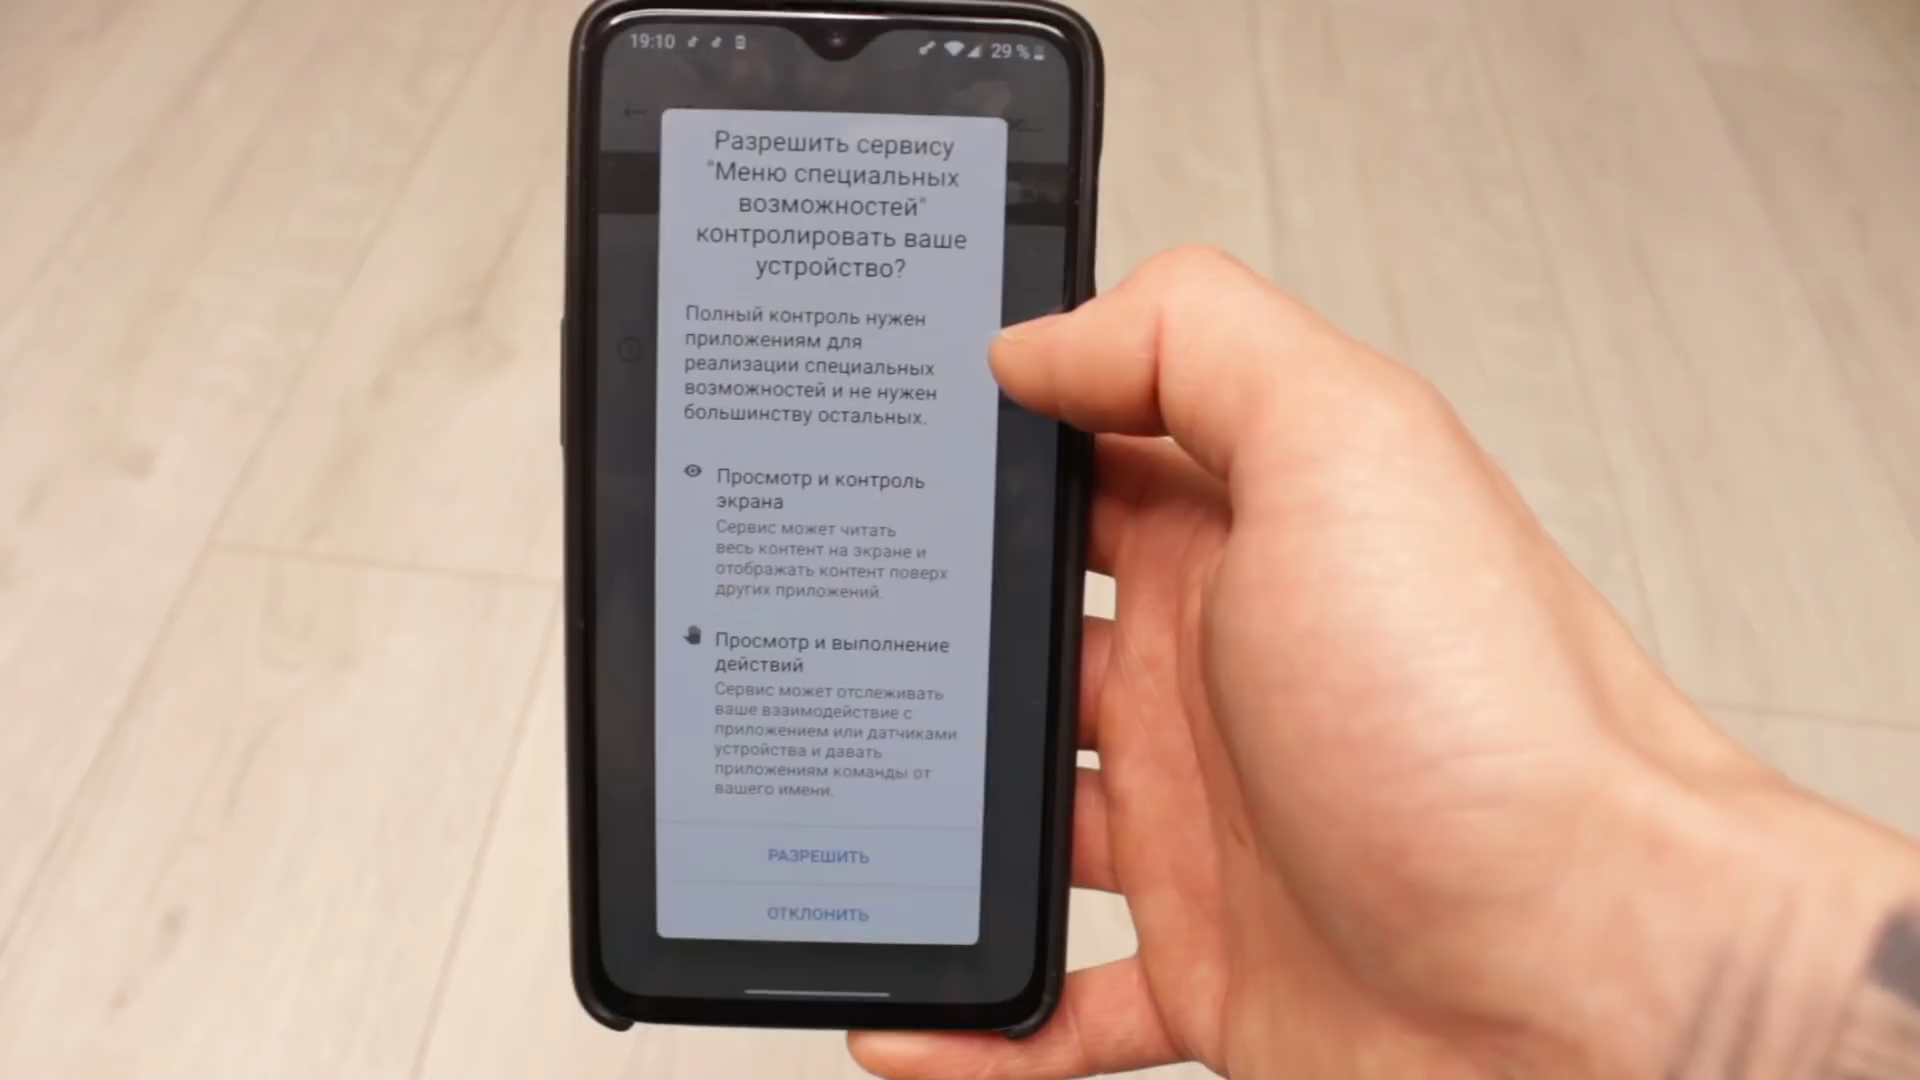 19:10
29 %
Разрешить сервису
"Меню специальных
возможностей"
контролировать ваше
устройство?
Полный контроль нужен
приложениям для
реализации специальных
возможностей и не нужен
большинству остальных.
Просмотр и контроль
экрана
Сервис может читать
весь контент на экране и
отображать контент поверх
других приложений.
Просмотр и выполнение
действий
Сервис может отслеживать
ваше взаимодействие с
приложением или датчиками
устройства и давать
приложениям команды от
вашего имени.
РАЗРЕШИТЬ
ОТКЛОНИТЬ